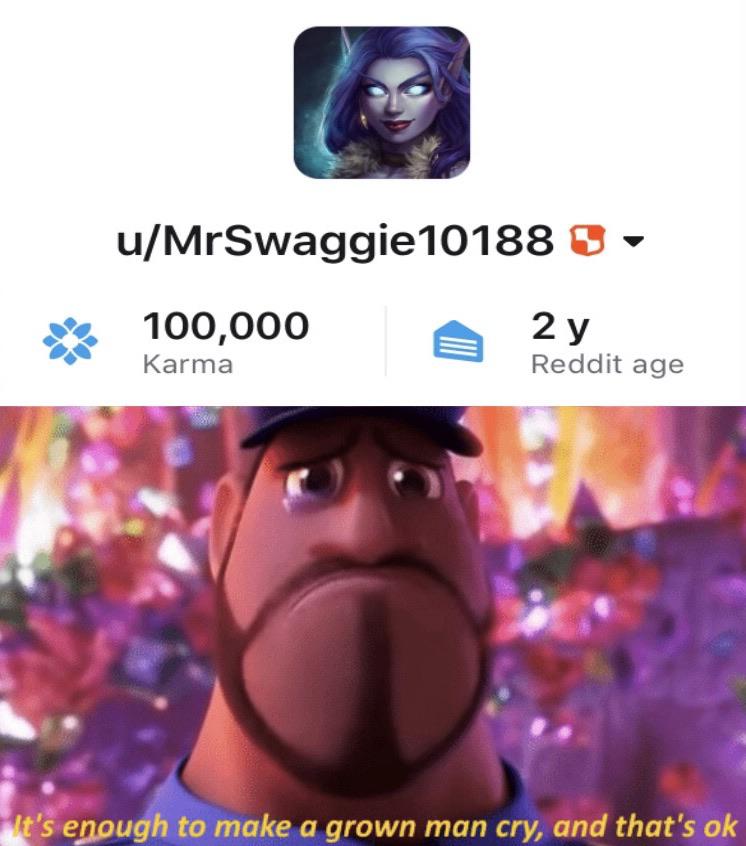 u/MrSwaggie10188
100,000
Karma
2 y
Reddit age
It's enough to make a grown man cry, and that's ok